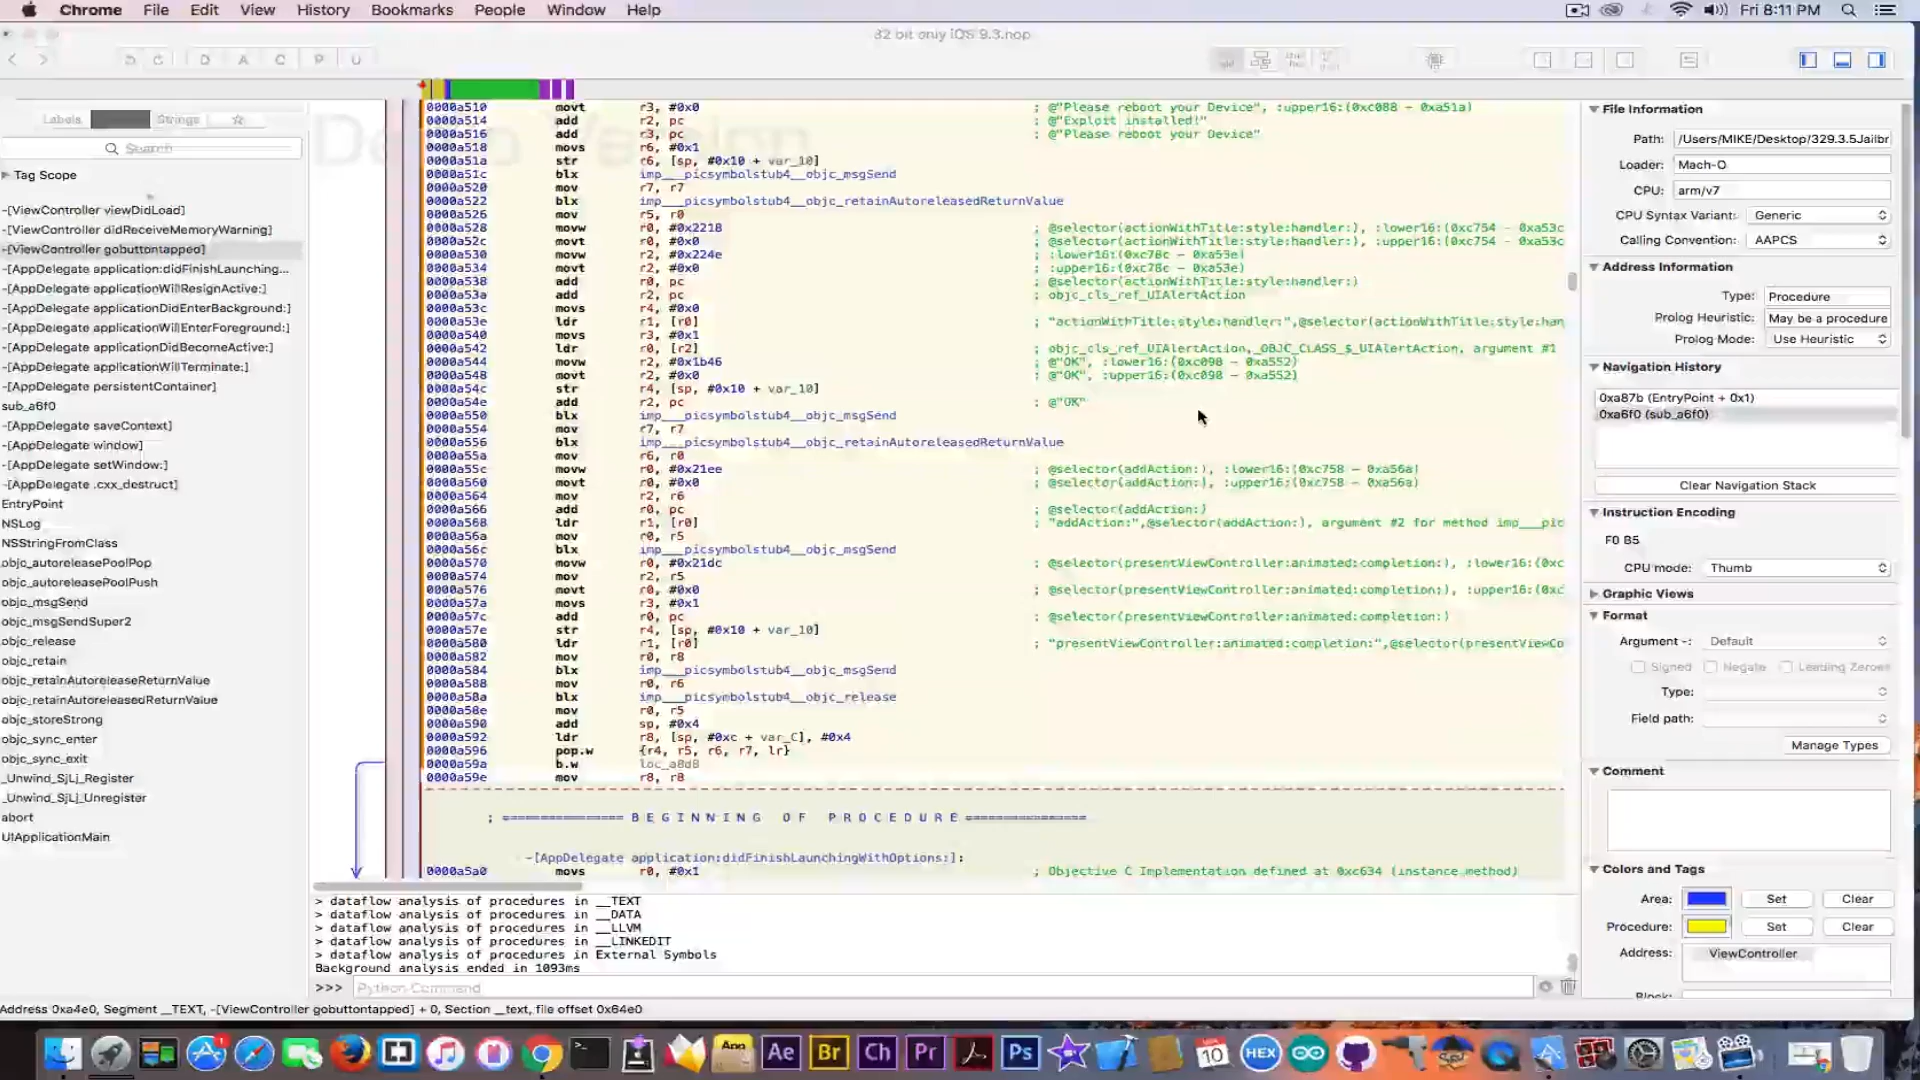 Chrome File Edit View History Bookmarks People Window Help Fri 8:11 PM
32 bit only iOS 9.3.hop
D A C P U
Labels Strings
Search
Tag Scope
-[ViewController viewDidLoad]
-[ViewController didReceiveMemoryWarning]
-[ViewController gobuttontapped]
-[AppDelegate application:didFinishLaunching...
-[AppDelegate applicationWillResignActive:]
-[AppDelegate applicationDidEnterBackground:]
-[AppDelegate applicationWillEnterForeground:]
-[AppDelegate applicationDidBecomeActive:]
-[AppDelegate applicationWillTerminate:]
-[AppDelegate persistentContainer]
sub_a6f0
-[AppDelegate saveContext]
-[AppDelegate window]
-[AppDelegate setWindow:]
-[AppDelegate .cxx_destruct]
EntryPoint
NSLog
NSStringFromClass
objc_autoreleasePoolPop
objc_autoreleasePoolPush
objc_msgSend
objc_msgSendSuper2
objc_release
objc_retain
objc_retainAutoreleaseReturnValue
objc_retainAutoreleasedReturnValue
objc_storeStrong
objc_sync_enter
objc_sync_exit
_Unwind_SjLj_Register
_Unwind_SjLj_Unregister
abort
UIApplicationMain
Demo Version
0000a510 movt r3, #0x0 ; @"Please reboot your Device", :upper16:(0xc088 - 0xa51a)
0000a514 add r2, pc ; @"Exploit installed!"
0000a516 add r3, pc ; @"Please reboot your Device"
0000a518 movs r6, #0x1
0000a51a str r6, [sp, #0x10 + var_10]
0000a51c blx imp___picsymbolstub4__objc_msgSend
0000a520 mov r7, r7
0000a522 blx imp___picsymbolstub4__objc_retainAutoreleasedReturnValue
0000a526 mov r5, r0
0000a528 movw r0, #0x2218 ; @selector(actionWithTitle:style:handler:), :lower16:(0xc754 - 0xa53c
0000a52c movt r0, #0x0 ; @selector(actionWithTitle:style:handler:), :upper16:(0xc754 - 0xa53c
0000a530 movw r2, #0x224e ; :lower16:(0xc78c - 0xa53e)
0000a534 movt r2, #0x0 ; :upper16:(0xc78c - 0xa53e)
0000a538 add r0, pc ; @selector(actionWithTitle:style:handler:)
0000a53a add r2, pc ; objc_cls_ref_UIAlertAction
0000a53c movs r4, #0x0
0000a53e ldr r1, [r0] ; "actionWithTitle:style:handler:",@selector(actionWithTitle:style:han
0000a540 movs r3, #0x1
0000a542 ldr r0, [r2] ; objc_cls_ref_UIAlertAction,_OBJC_CLASS_$_UIAlertAction, argument #1
0000a544 movw r2, #0x1b46 ; @"OK", :lower16:(0xc098 - 0xa552)
0000a548 movt r2, #0x0 ; @"OK", :upper16:(0xc098 - 0xa552)
0000a54c str r4, [sp, #0x10 + var_10]
0000a54e add r2, pc ; @"OK"
0000a550 blx imp___picsymbolstub4__objc_msgSend
0000a554 mov r7, r7
0000a556 blx imp___picsymbolstub4__objc_retainAutoreleasedReturnValue
0000a55a mov r6, r0
0000a55c movw r0, #0x21ee ; @selector(addAction:), :lower16:(0xc758 - 0xa56a)
0000a560 movt r0, #0x0 ; @selector(addAction:), :upper16:(0xc758 - 0xa56a)
0000a564 mov r2, r6
0000a566 add r0, pc ; @selector(addAction:)
0000a568 ldr r1, [r0] ; "addAction:",@selector(addAction:), argument #2 for method imp___pic
0000a56a mov r0, r5
0000a56c blx imp___picsymbolstub4__objc_msgSend
0000a570 movw r0, #0x21dc ; @selector(presentViewController:animated:completion:), :lower16:(0xc
0000a574 mov r2, r5
0000a576 movt r0, #0x0 ; @selector(presentViewController:animated:completion:), :upper16:(0xc
0000a57a movs r3, #0x1
0000a57c add r0, pc ; @selector(presentViewController:animated:completion:)
0000a57e str r4, [sp, #0x10 + var_10]
0000a580 ldr r1, [r0] ; "presentViewController:animated:completion:",@selector(presentViewCo
0000a582 mov r0, r8
0000a584 blx imp___picsymbolstub4__objc_msgSend
0000a588 mov r0, r6
0000a58a blx imp___picsymbolstub4__objc_release
0000a58e mov r0, r5
0000a590 add sp, #0x4
0000a592 ldr r8, [sp, #0xc + var_C], #0x4
0000a596 pop.w {r4, r5, r6, r7, lr}
0000a59a b.w loc_a8d8
0000a59e mov r8, r8
; ================ BEGINNING OF PROCEDURE ================
-[AppDelegate application:didFinishLaunchingWithOptions:]:
0000a5a0 movs r0, #0x1 ; Objective C Implementation defined at 0xc634 (instance method)
> dataflow analysis of procedures in __TEXT
> dataflow analysis of procedures in __DATA
> dataflow analysis of procedures in __LLVM
> dataflow analysis of procedures in __LINKEDIT
> dataflow analysis of procedures in External Symbols
Background analysis ended in 1093ms
>>> Python Command
Address 0xa4e0, Segment __TEXT, -[ViewController gobuttontapped] + 0, Section __text, file offset 0x64e0
File Information
Path: /Users/MIKE/Desktop/329.3.5Jailbr
Loader: Mach-O
CPU: arm/v7
CPU Syntax Variant: Generic
Calling Convention: AAPCS
Address Information
Type: Procedure
Prolog Heuristic: May be a procedure
Prolog Mode: Use Heuristic
Navigation History
0xa87b (EntryPoint + 0x1)
0xa6f0 (sub_a6f0)
Clear Navigation Stack
Instruction Encoding
F0 B5
CPU mode: Thumb
Graphic Views
Format
Argument -: Default
Signed Negate Leading Zeroes
Type:
Field path:
Manage Types
Comment
Colors and Tags
Area: Set Clear
Procedure: Set Clear
Address: ViewController
Block:
App Ae Br Ch Pr Ps 10 HEX